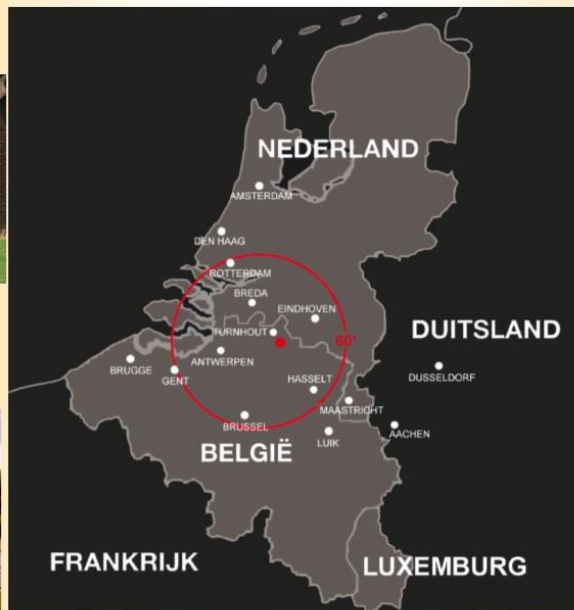 NEDERLAND
AMSTERDAM
DEN HAAG
ROTTERDAM
BREDA
EINDHOVEN
TURNHOUT
60'
DUITSLAND
ANTWERPEN
BRUGGE
GENT
DUSSELDORF
HASSELT
MAASTRICHT
BRUSSEL
AACHEN
LUIK
BELGIË
FRANKRIJK
LUXEMBURG